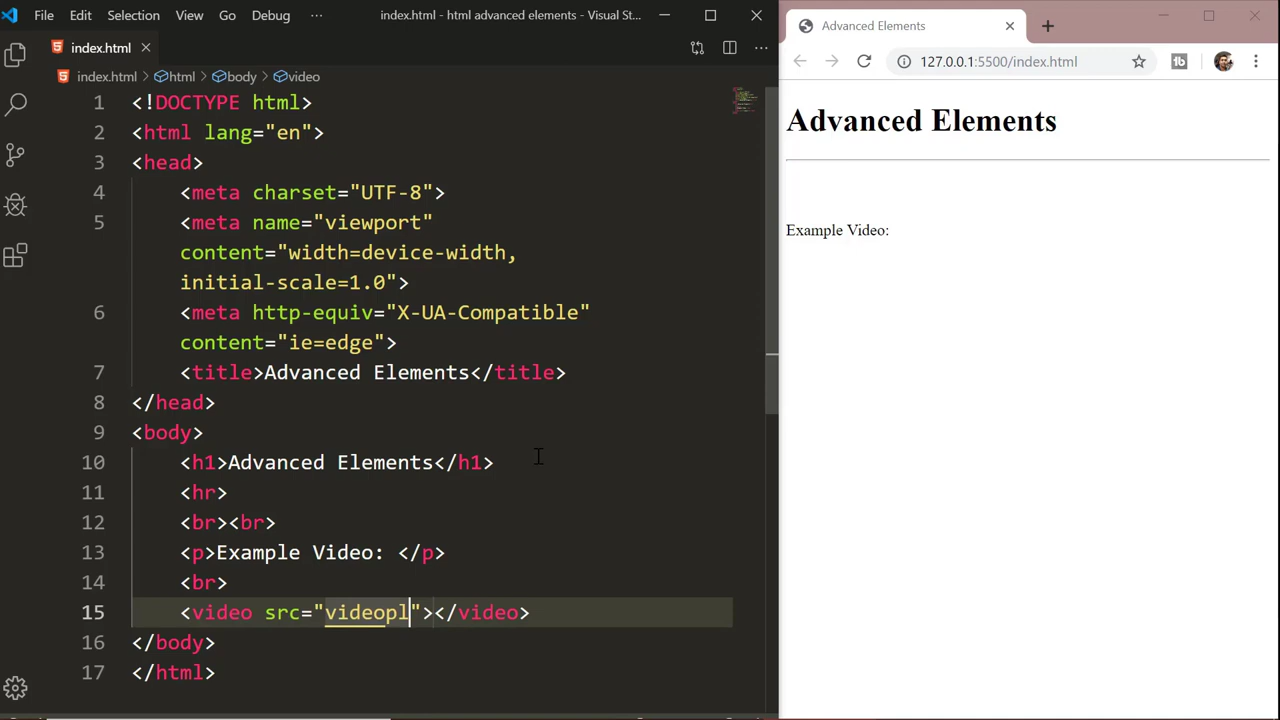 File Edit Selection View Go Debug ··· index.html - html advanced elements - Visual St...
index.html
index.html > html > body > video
1 <!DOCTYPE html>
2 <html lang="en">
3 <head>
4 <meta charset="UTF-8">
5 <meta name="viewport"
content="width=device-width,
initial-scale=1.0">
6 <meta http-equiv="X-UA-Compatible"
content="ie=edge">
7 <title>Advanced Elements</title>
8 </head>
9 <body>
10 <h1>Advanced Elements</h1>
11 <hr>
12 <br><br>
13 <p>Example Video: </p>
14 <br>
15 <video src="videopl"></video>
16 </body>
17 </html>
Advanced Elements
127.0.0.1:5500/index.html
Advanced Elements
Example Video: